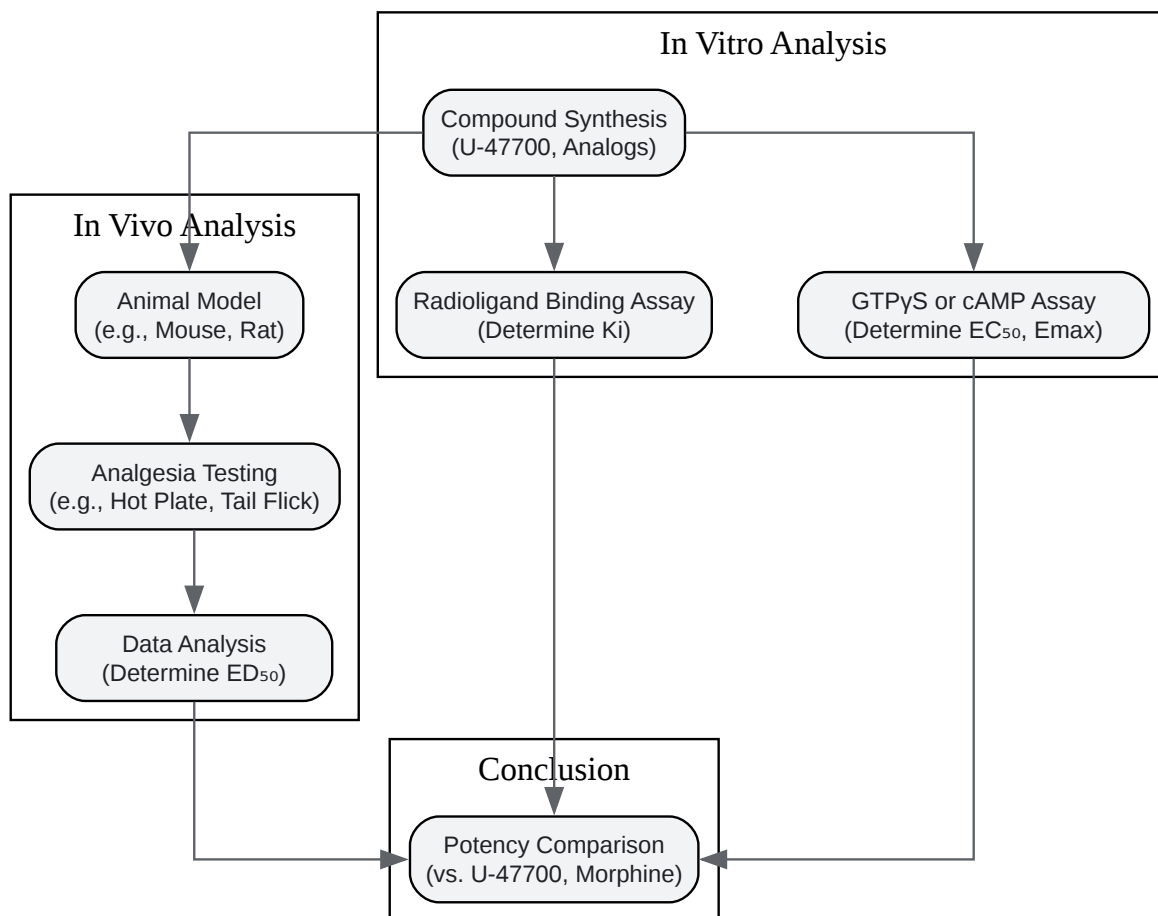 In Vitro Analysis
Compound Synthesis
(U-47700, Analogs)
In Vivo Analysis
Animal Model
(e.g., Mouse, Rat)
Radioligand Binding Assay
(Determine Ki)
GTPγS or cAMP Assay
(Determine EC₅₀, Emax)
Analgesia Testing
(e.g., Hot Plate, Tail Flick)
Data Analysis
(Determine ED₅₀)
Conclusion
Potency Comparison
(vs. U-47700, Morphine)